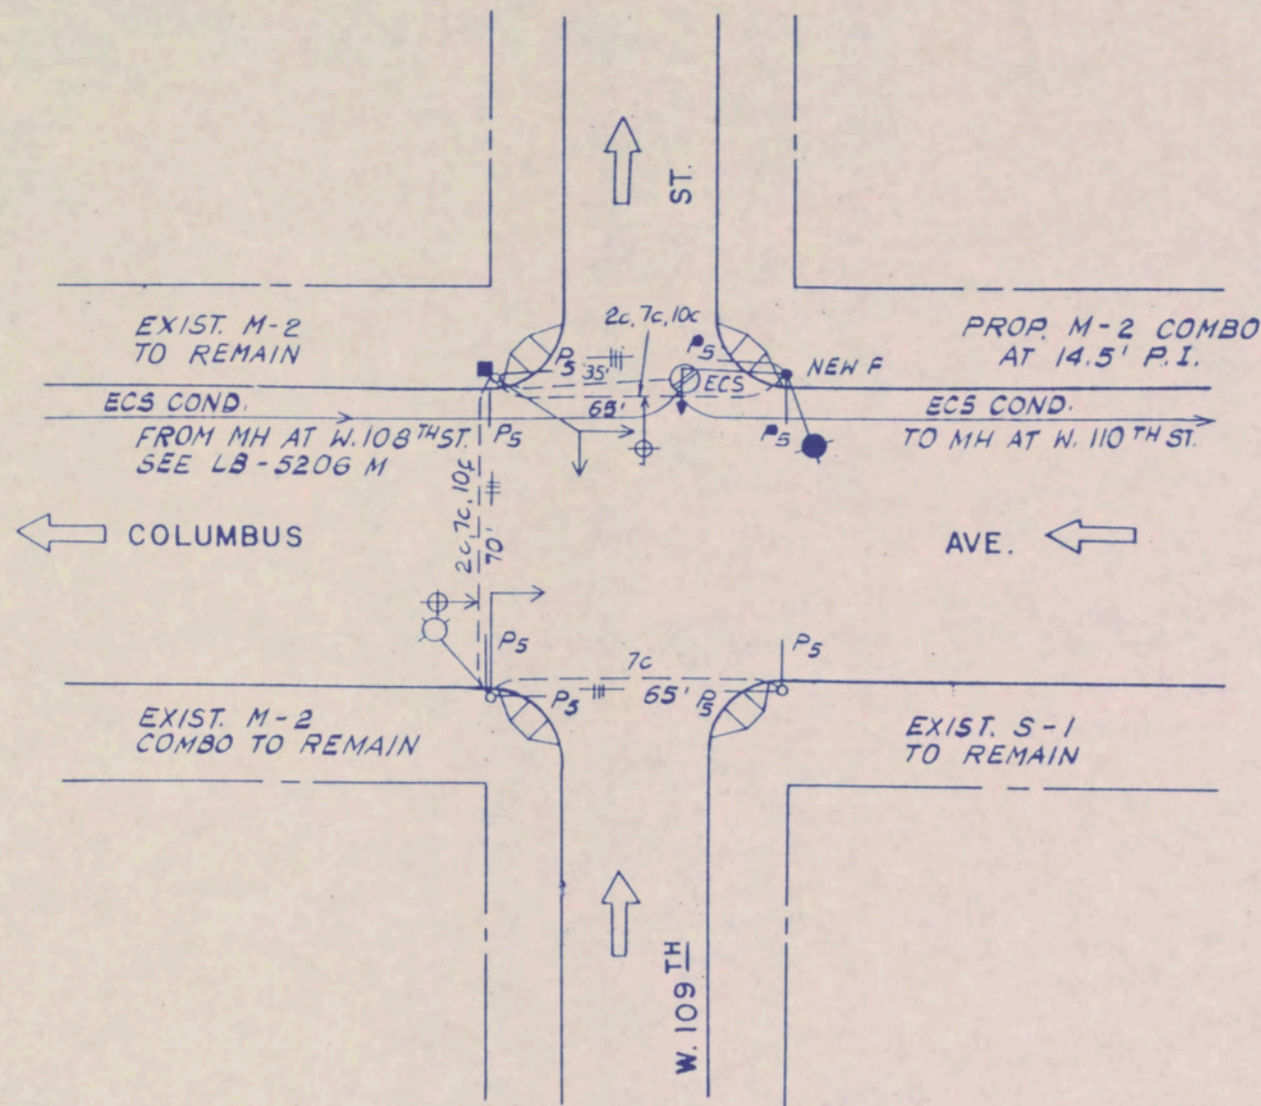 ST.
EXIST. M-2
TO REMAIN
2c, 7c, 10c
PROP. M-2 COMBO
AT 14.5' P.I.
P5
35'
P5
NEW F
ECS
ECS COND.
65'
ECS COND.
FROM MH AT W. 108TH ST.
SEE LB-5206 M
P5
P5
TO MH AT W. 110TH ST.
2c, 7c, 10c
70'
COLUMBUS
AVE.
P5
7c
P5
P5
65'
P5
EXIST. M-2
COMBO TO REMAIN
EXIST. S-1
TO REMAIN
W. 109TH